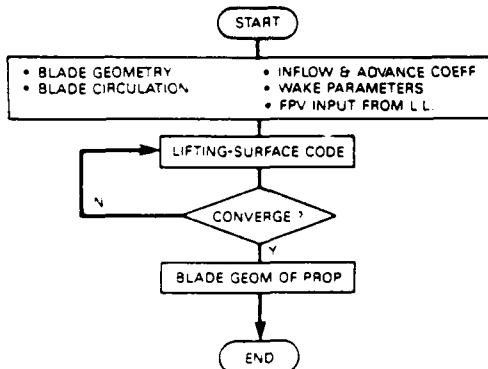 START
• BLADE GEOMETRY
• BLADE CIRCULATION
• INFLOW & ADVANCE COEFF
• WAKE PARAMETERS
• FPV INPUT FROM L.L.
LIFTING-SURFACE CODE
N
CONVERGE ?
Y
BLADE GEOM OF PROP
END